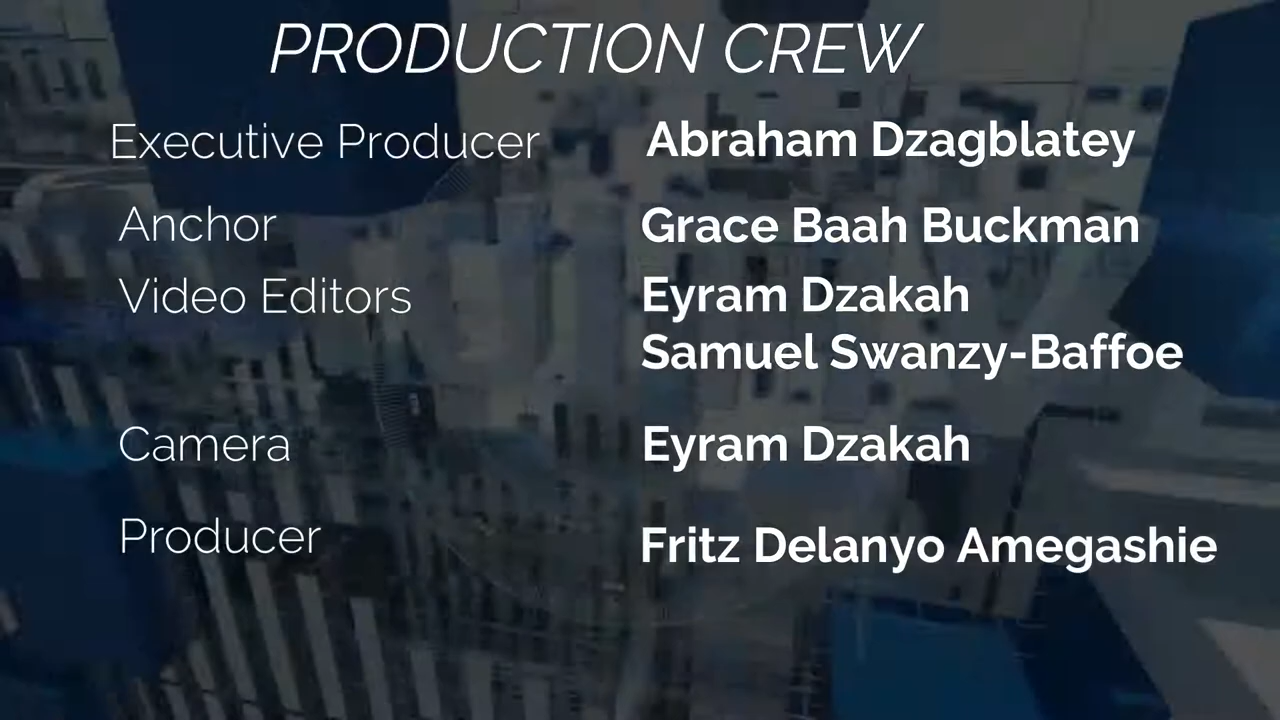 PRODUCTION CREW
Executive Producer Abraham Dzagblatey
Anchor Grace Baah Buckman
Video Editors Eyram Dzakah
Samuel Swanzy-Baffoe
Camera Eyram Dzakah
Producer Fritz Delanyo Amegashie